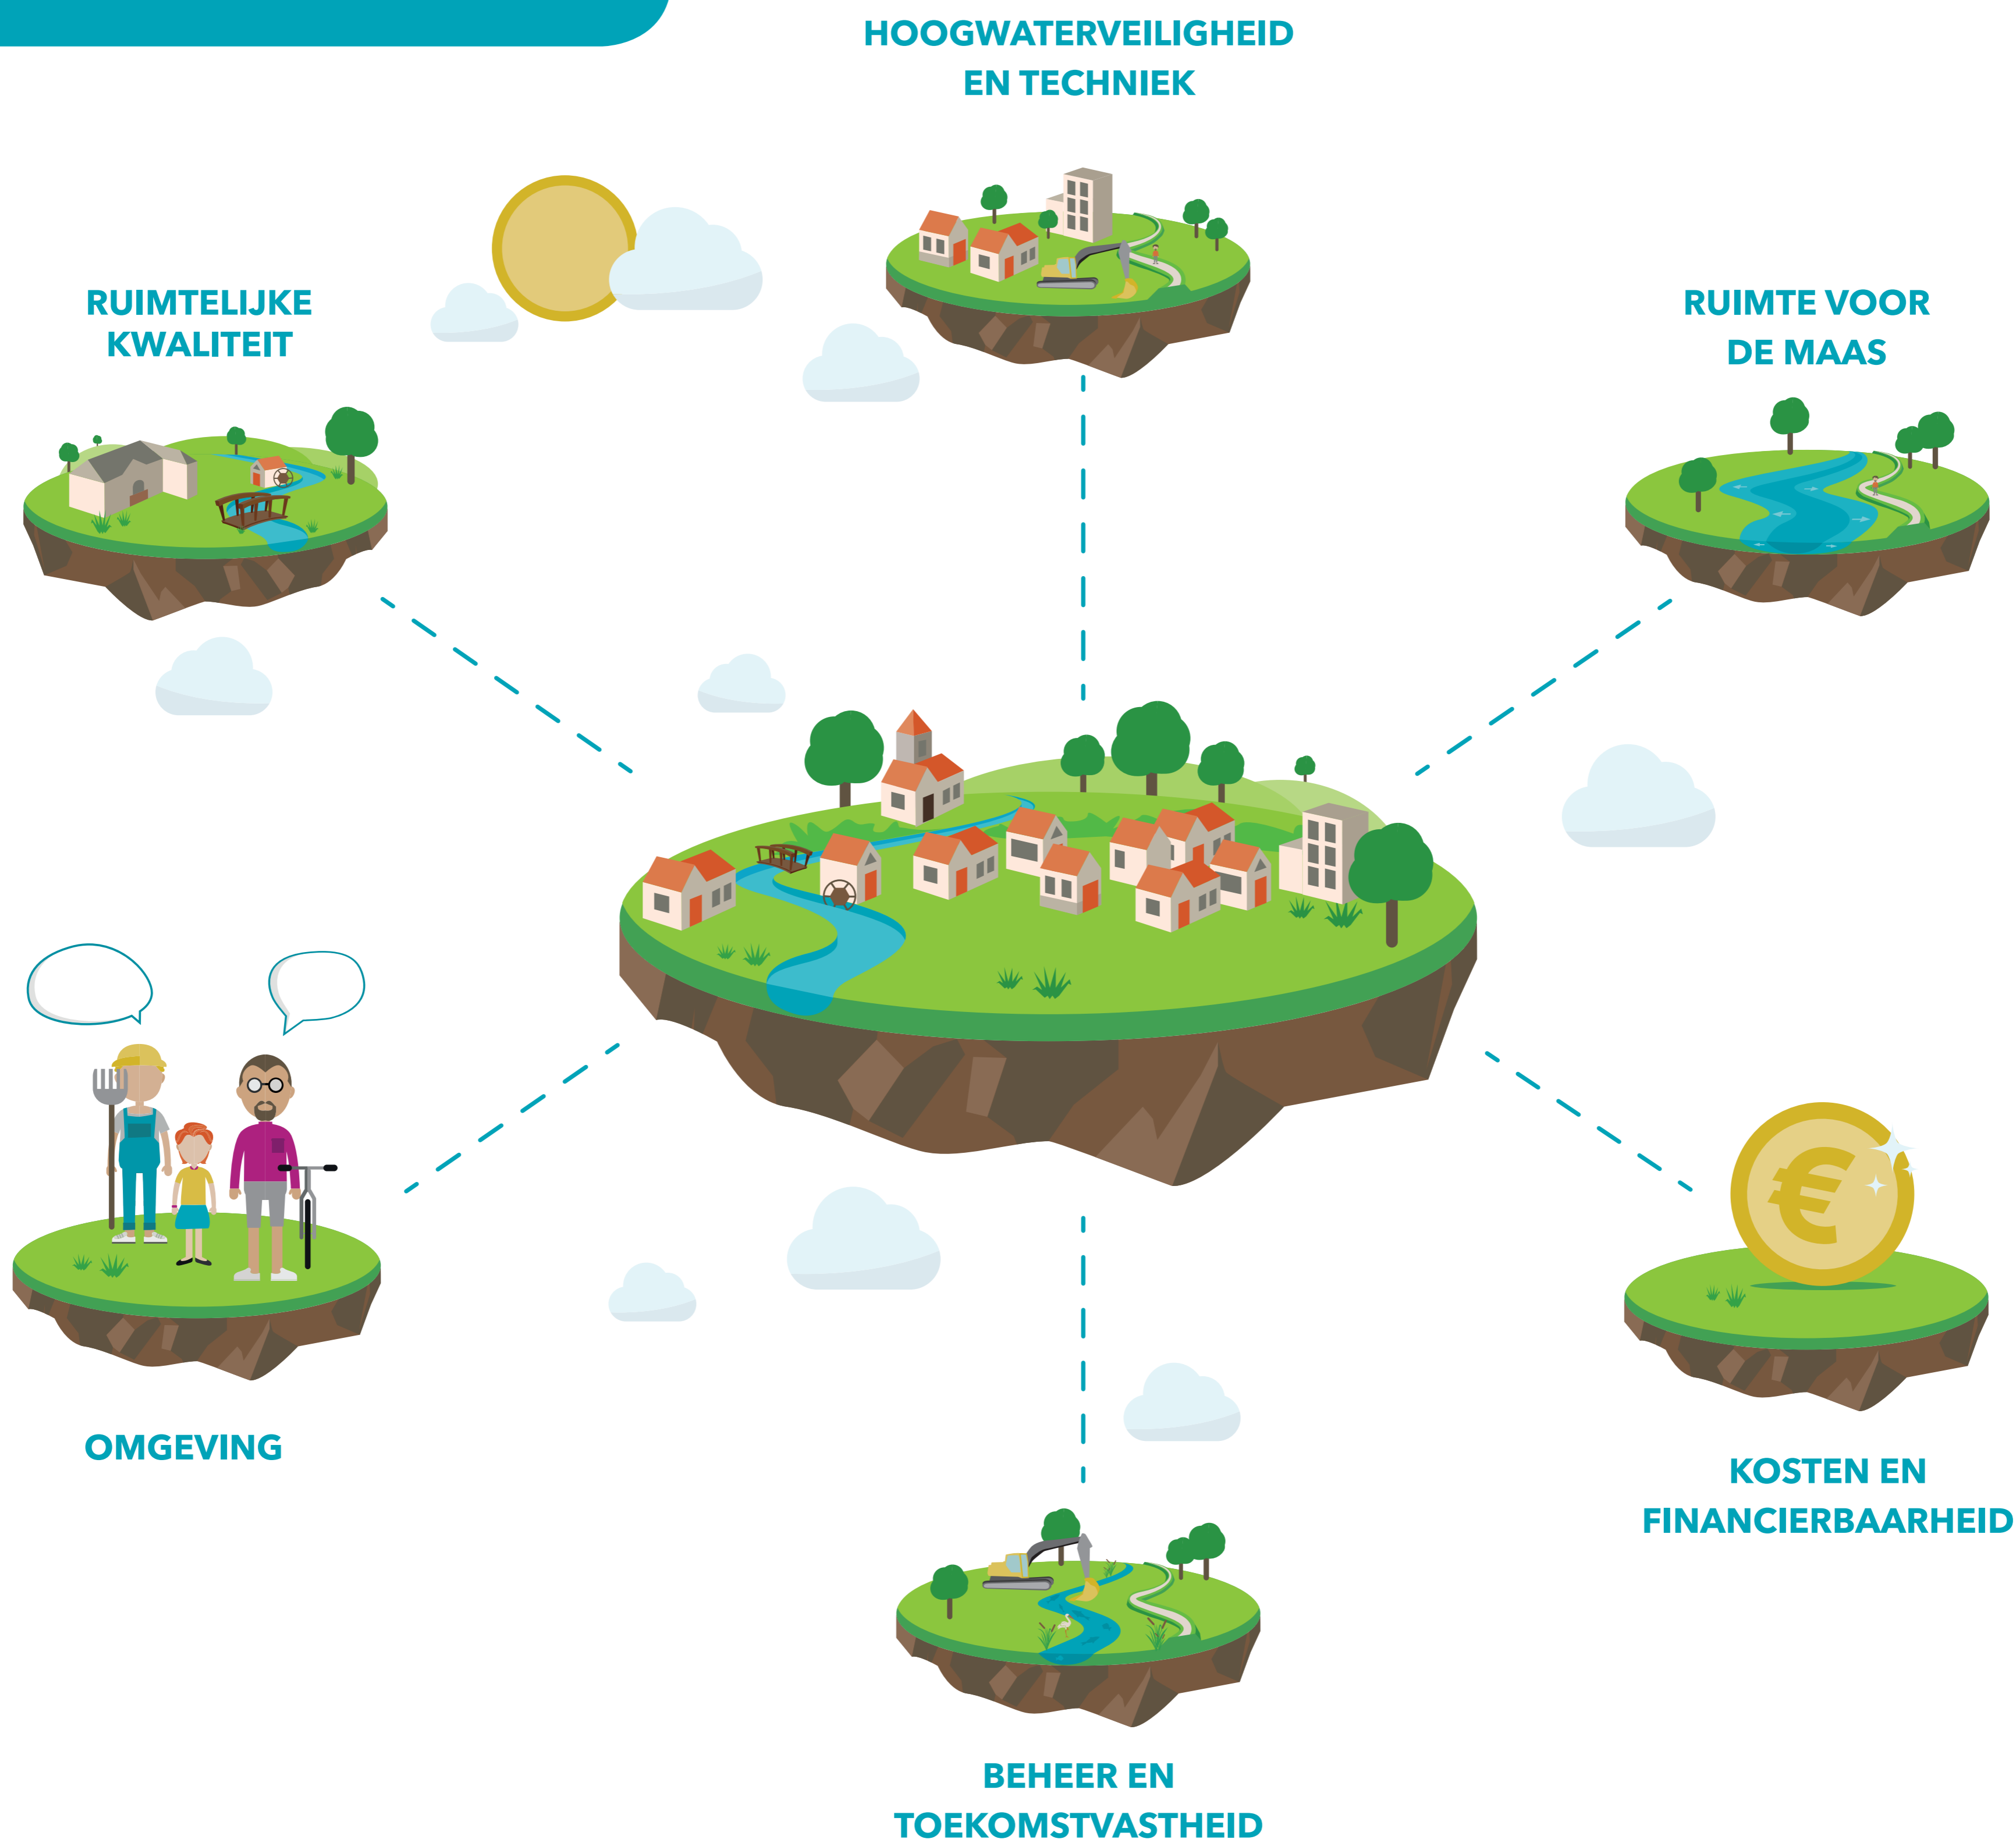 HOOGWATERVEILIGHEID
EN TECHNIEK
RUIMTELIJKE
KWALITEIT
RUIMTE VOOR
DE MAAS
OMGEVING
€
KOSTEN EN
FINANCIERBAARHEID
BEHEER EN
TOEKOMSTVASTHEID